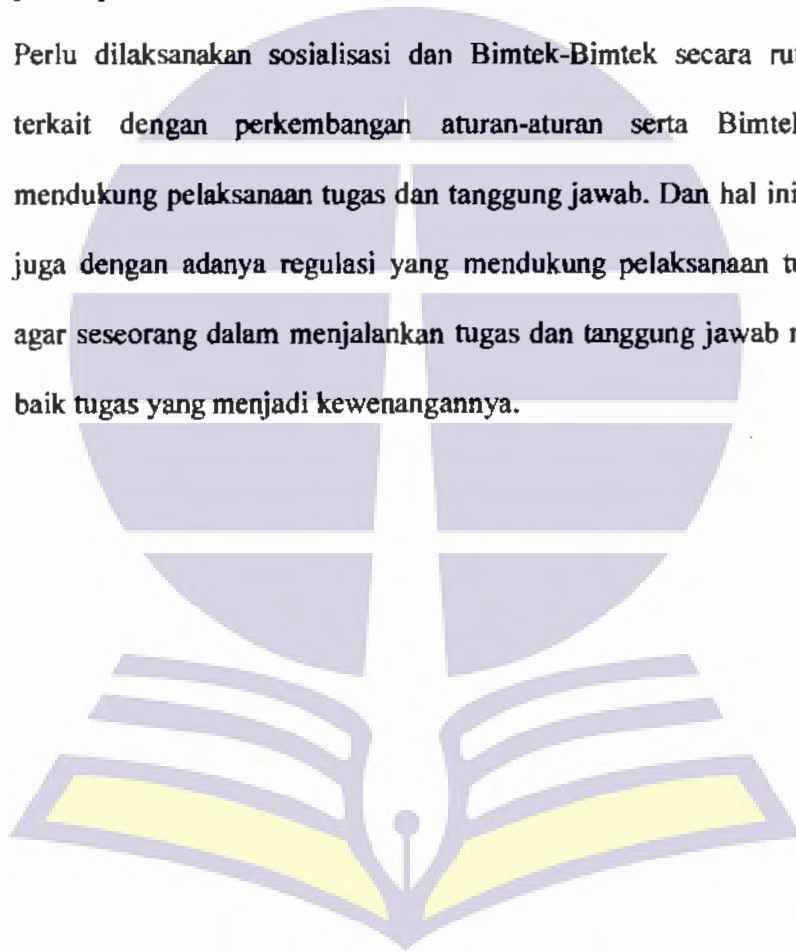 Perlu dilaksanakan sosialisasi dan Bimtek-Bimtek secara
terkait dengan perkembangan aturan-aturan serta
mendukung pelaksanaan tugas dan tanggung jawab. Dan hal ini
juga dengan adanya regulasi yang mendukung pelaksanaan
agar seseorang dalam menjalankan tugas dan tanggung jawab
baik tugas yang menjadi kewenangannya.